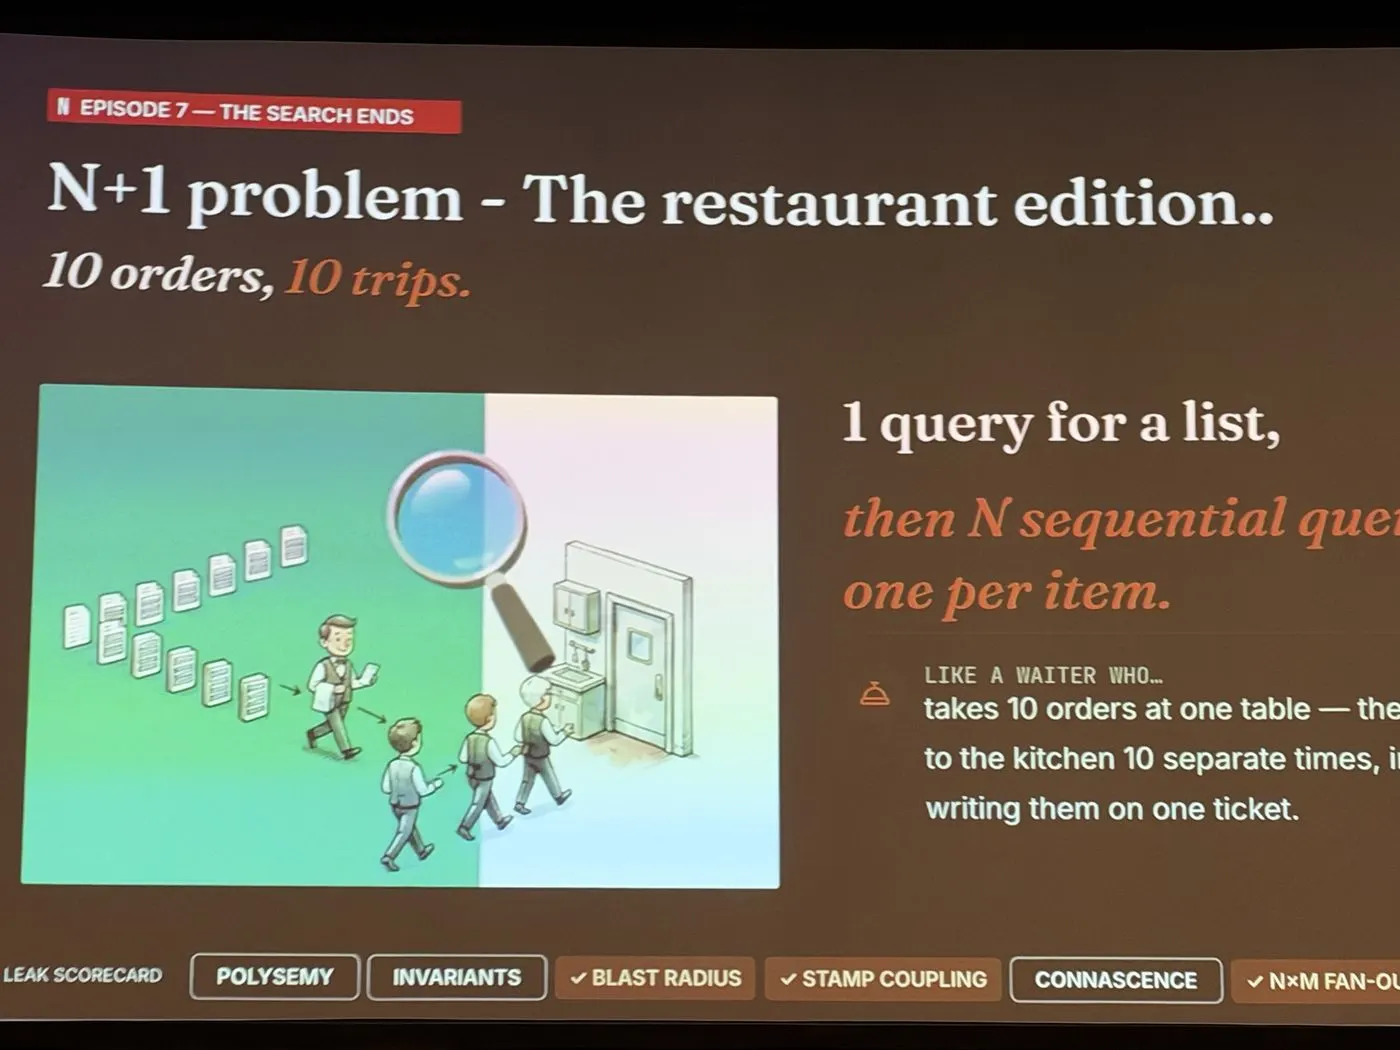 N EPISODE 7 — THE SEARCH ENDS
N+1 problem - The restaurant edition..
10 orders, 10 trips.
1 query for a list,
then N sequential
one per item.
LIKE A WAITER WHO…
takes 10 orders at one table —
to the kitchen 10 separate times,
writing them on one ticket.
LEAK SCORECARD
POLYSEMY
INVARIANTS
✓ BLAST RADIUS
✓ STAMP COUPLING
CONNASCENCE
✓ N×M